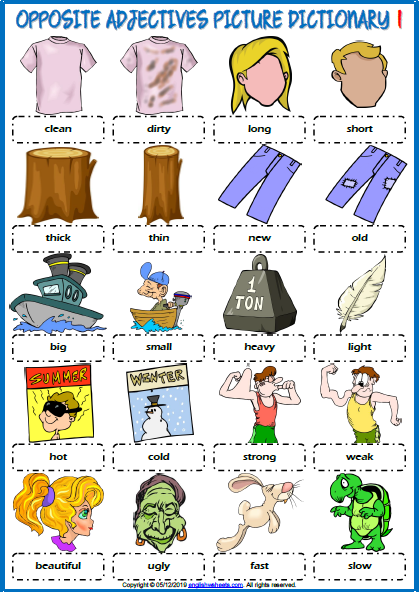 OPPOSITE ADJECTIVES PICTURE DICTIONARY 1
clean dirty long short
thick thin new old
1
TON
big small heavy light
SUMMER WINTER
hot cold strong weak
beautiful ugly fast slow
Copyright © 05/12/2019 englishwsheets.com. All rights reserved.